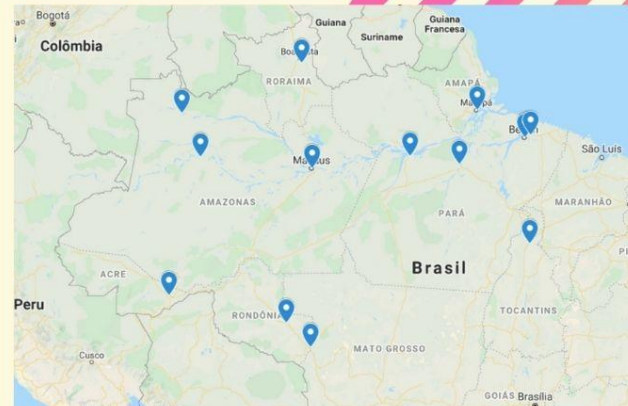 Bogotá
Colômbia
Guiana
Suriname
Guiana
Francesa
RORAIMA
AMAPÁ
São Luís
AMAZONAS
PARÁ
MARANHÃO
ACRE
Brasil
Peru
RONDÔNIA
TOCANTINS
Cusco
MATO GROSSO
GOIÁS
Brasília